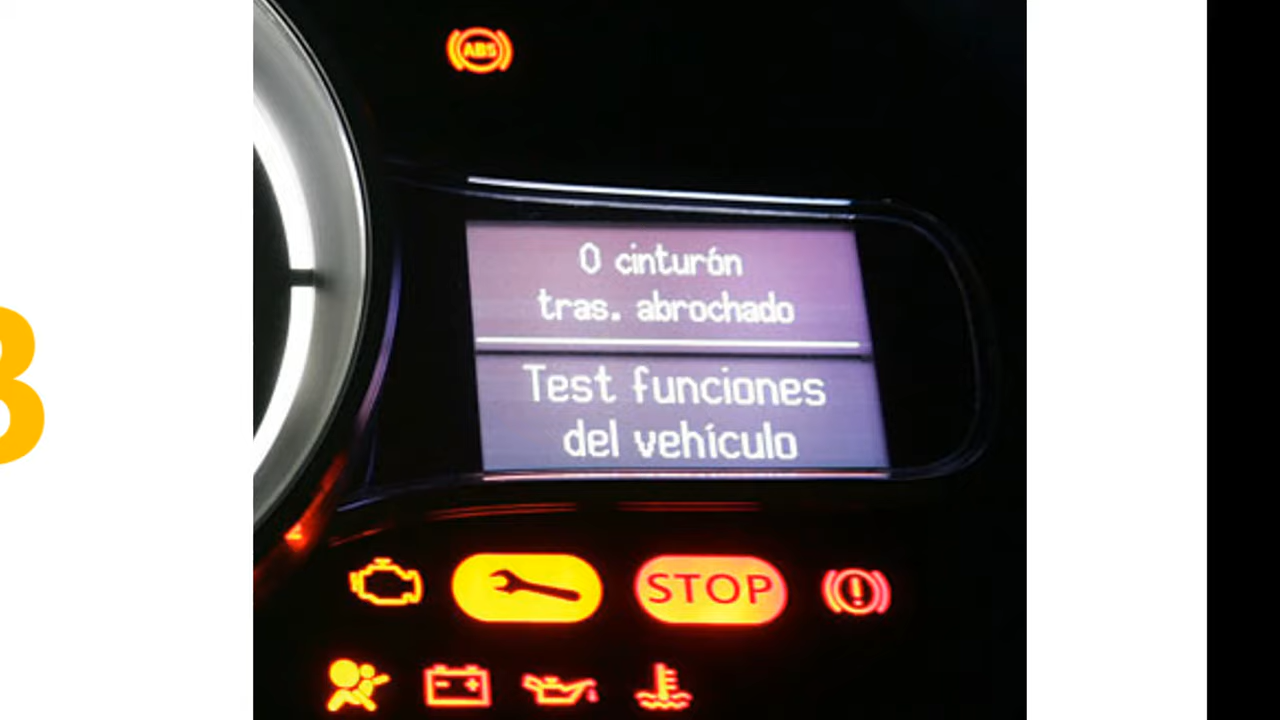 ABS
0 cinturón
tras. abrochado
Test funciones
del vehículo
STOP